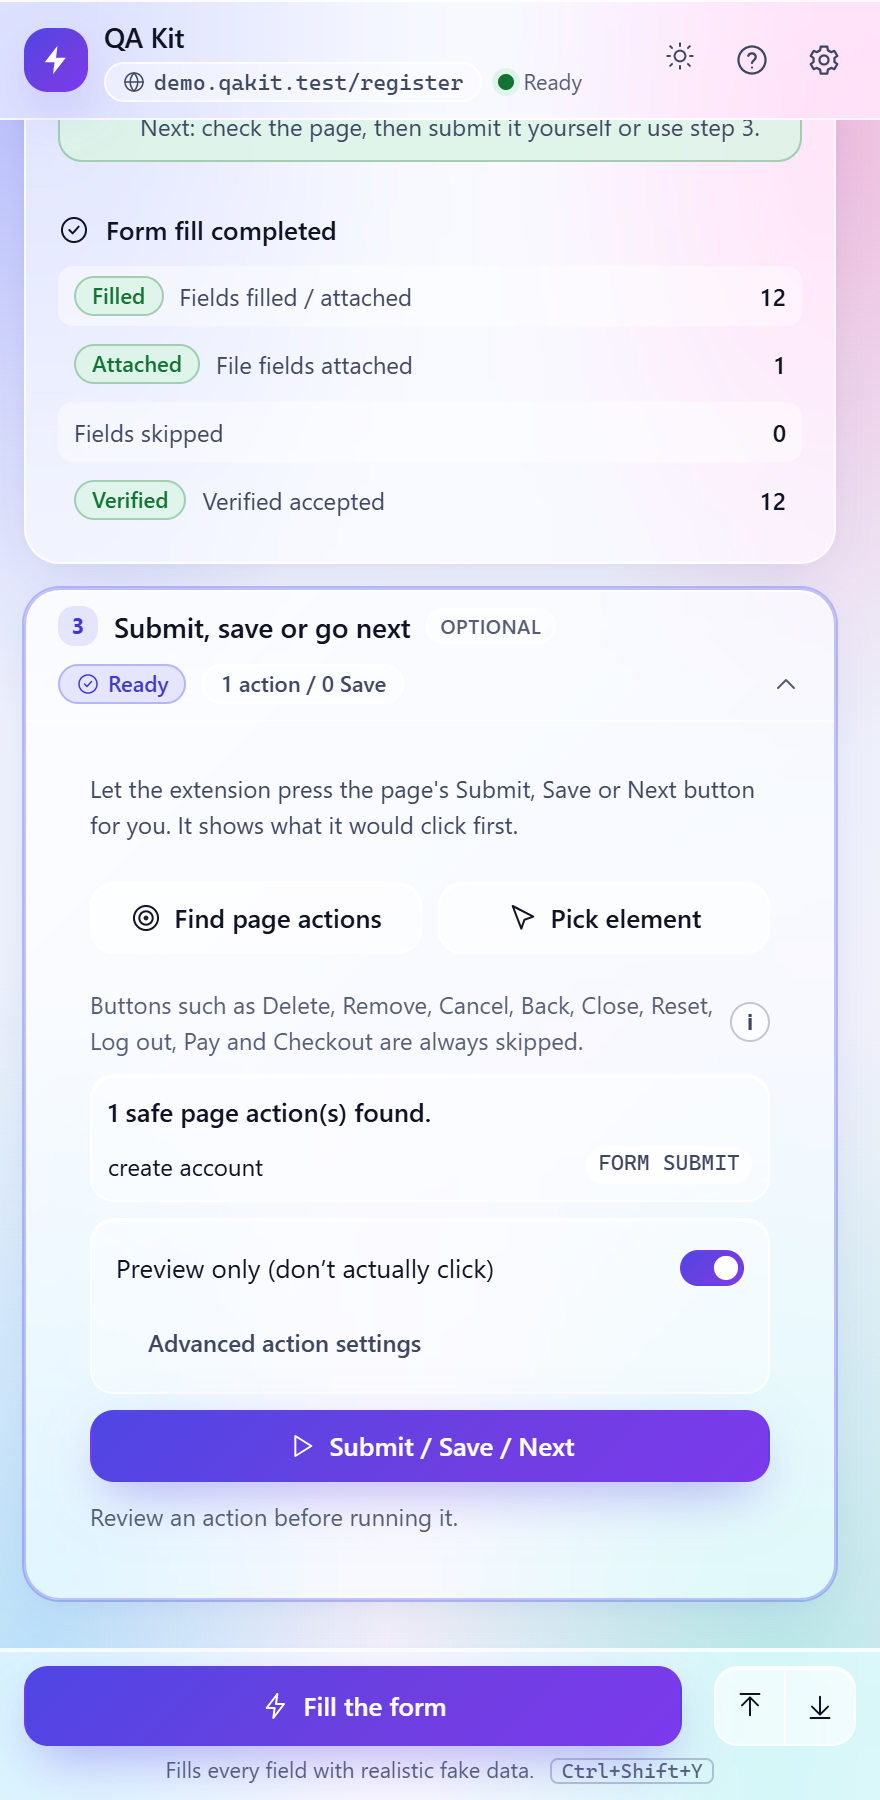 QA Kit
demo.qakit.test/register
Ready
Next: check the page, then submit it yourself or use step 3.
Form fill completed
Filled Fields filled / attached 12
Attached File fields attached 1
Fields skipped 0
Verified Verified accepted 12
3 Submit, save or go next OPTIONAL
Ready 1 action / 0 Save
Let the extension press the page's Submit, Save or Next button
for you. It shows what it would click first.
Find page actions Pick element
Buttons such as Delete, Remove, Cancel, Back, Close, Reset,
Log out, Pay and Checkout are always skipped.
i
1 safe page action(s) found.
create account FORM SUBMIT
Preview only (don’t actually click)
Advanced action settings
Submit / Save / Next
Review an action before running it.
Fill the form
Fills every field with realistic fake data. Ctrl+Shift+Y